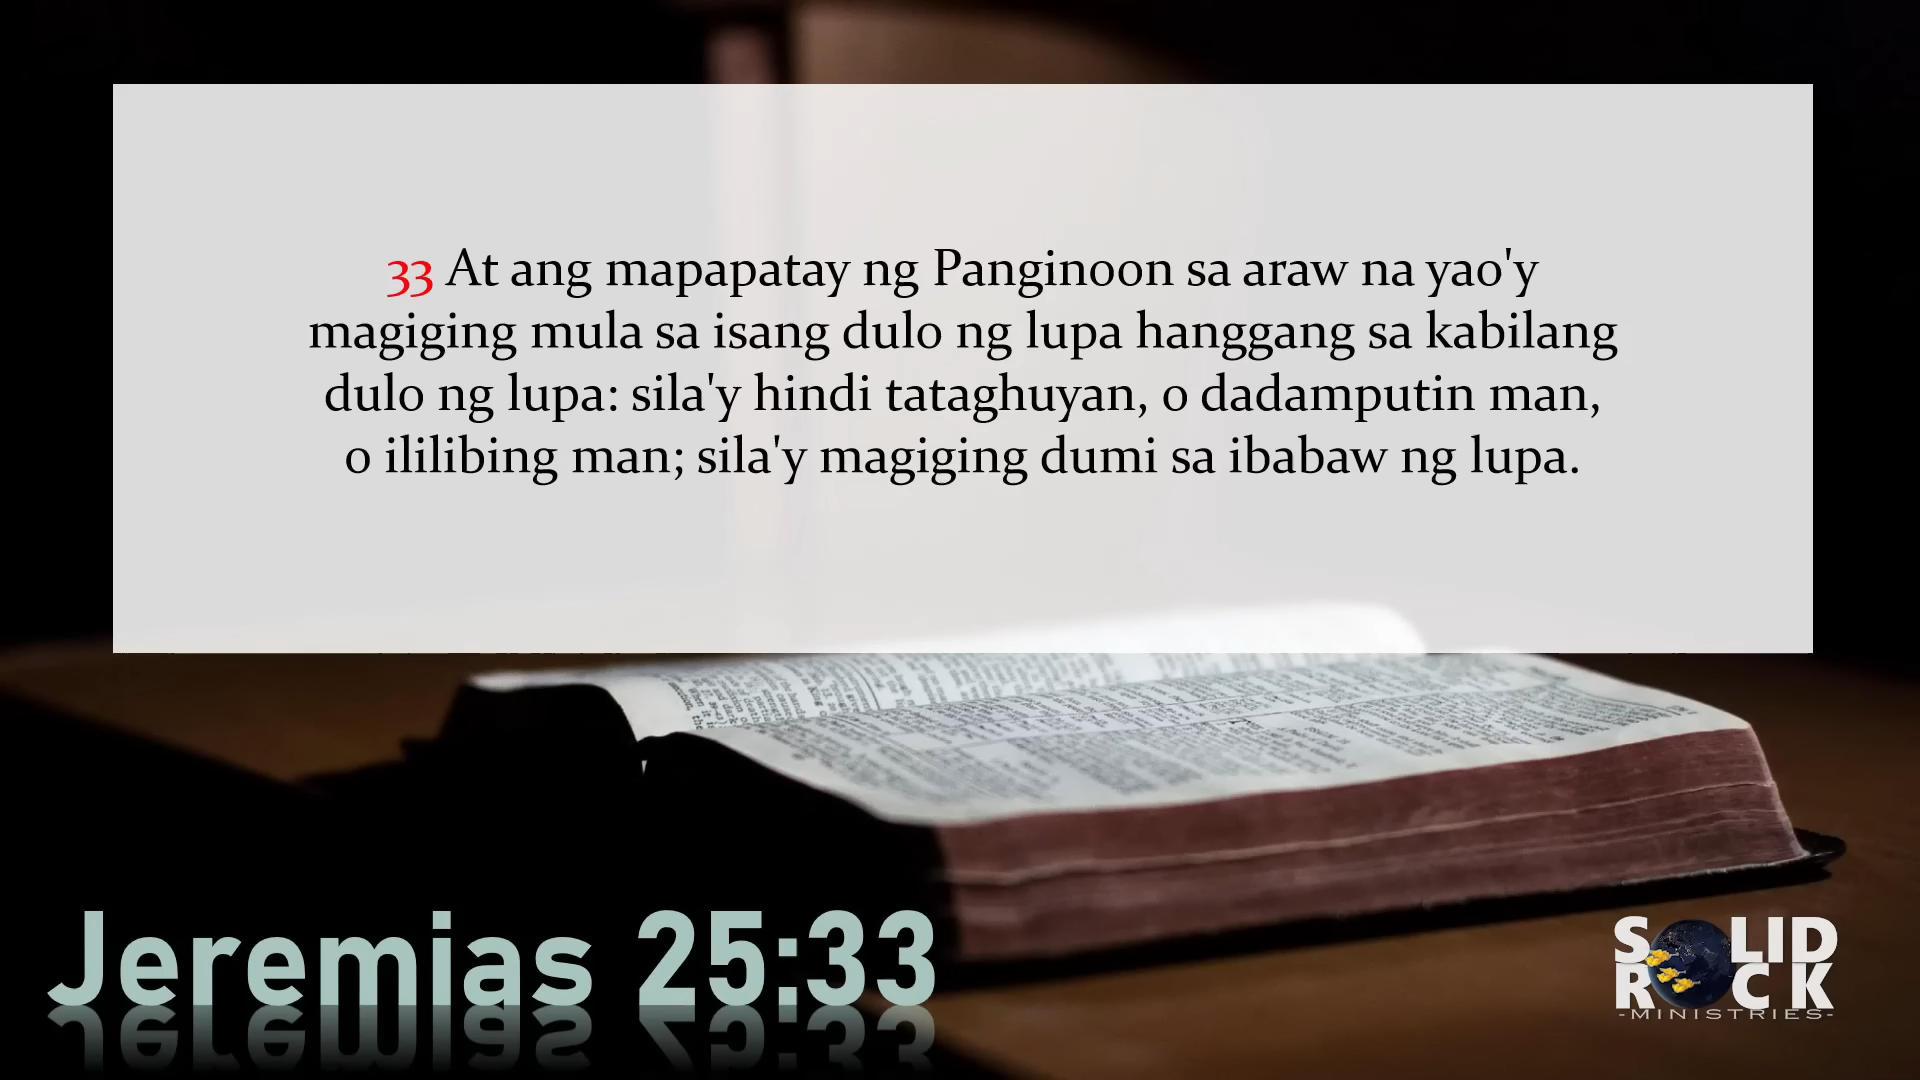 33 At ang mapapatay ng Panginoon sa araw na yao'y
magiging mula sa isang dulo ng lupa hanggang sa kabilang
dulo ng lupa: sila'y hindi tataghuyan, o dadamputin man,
o ililibing man; sila'y magiging dumi sa ibabaw ng lupa.
Jeremias 25:33
SOLID
ROCK
-MINISTRIES-